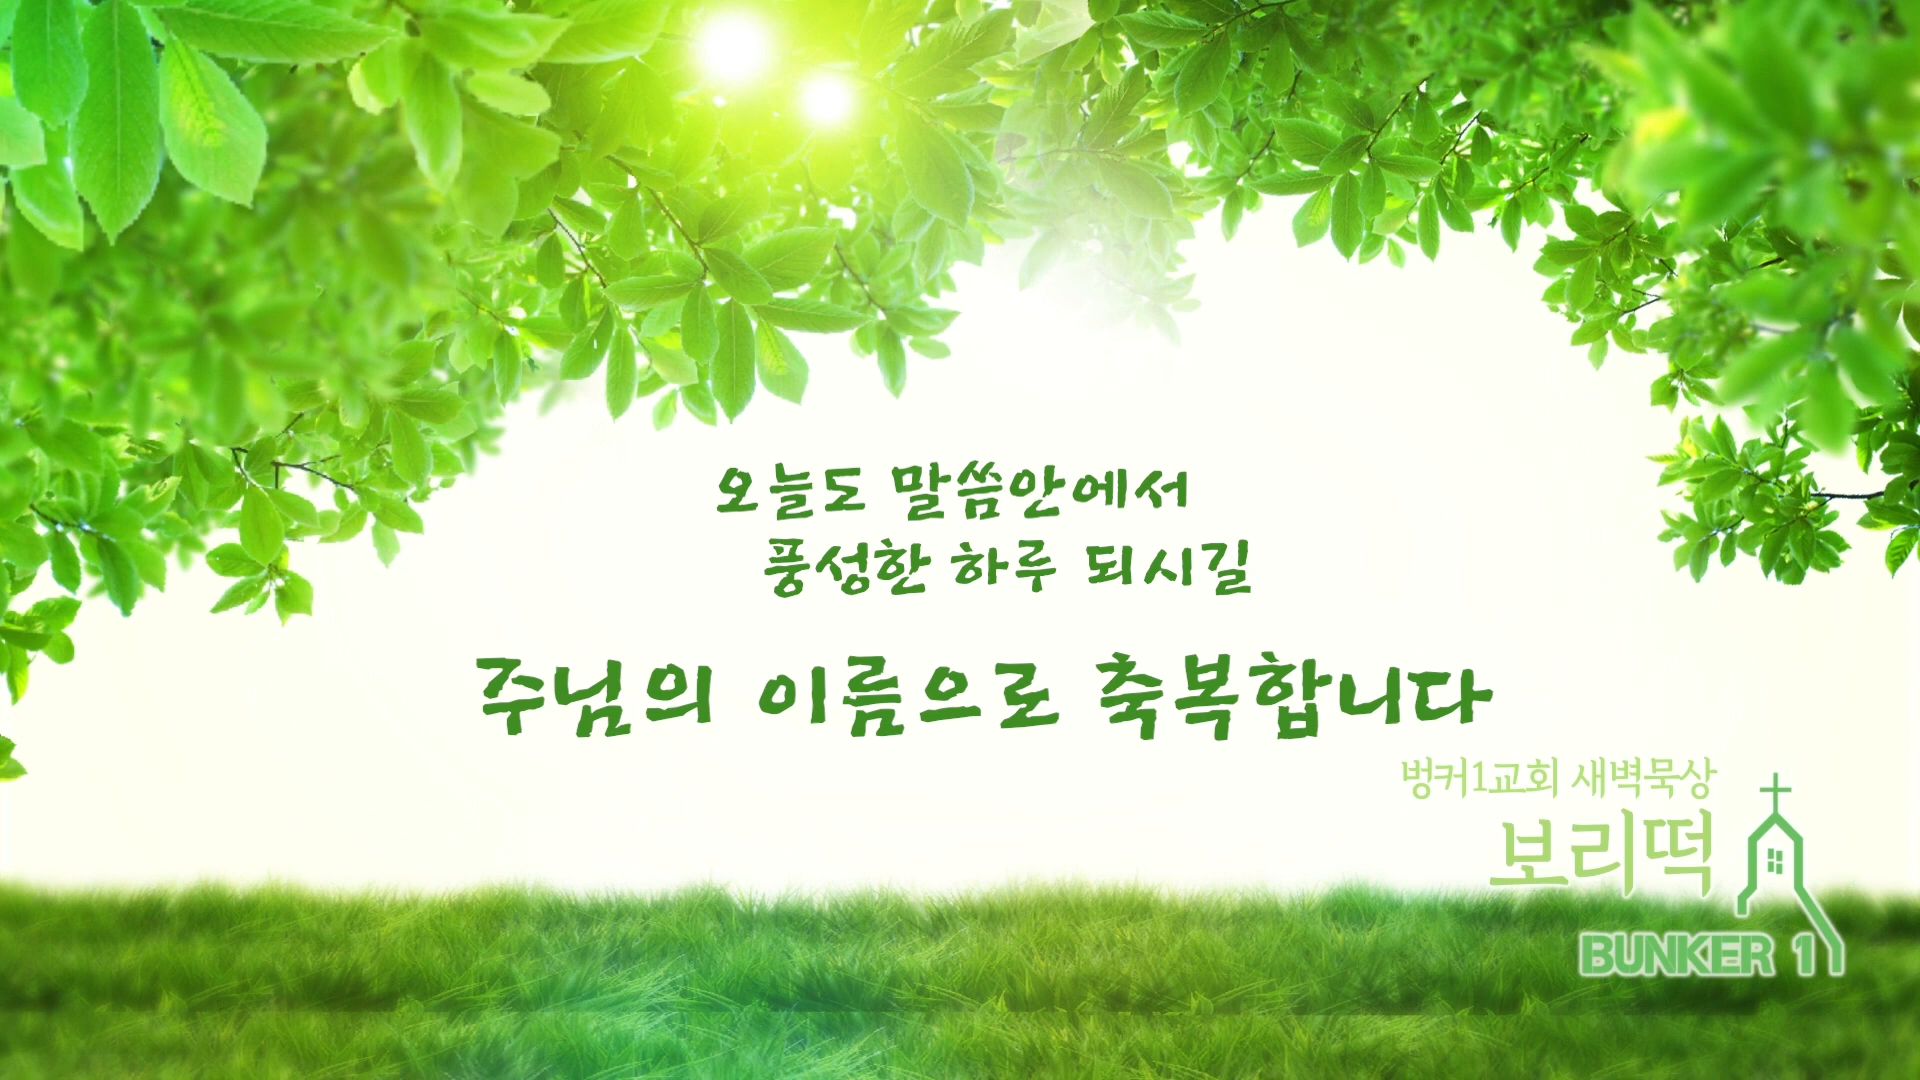 오늘도 말씀안에서
풍성한 하루 되시길
주님의 이름으로 축복합니다
벙커1교회 새벽묵상
보리떡
BUNKER 1